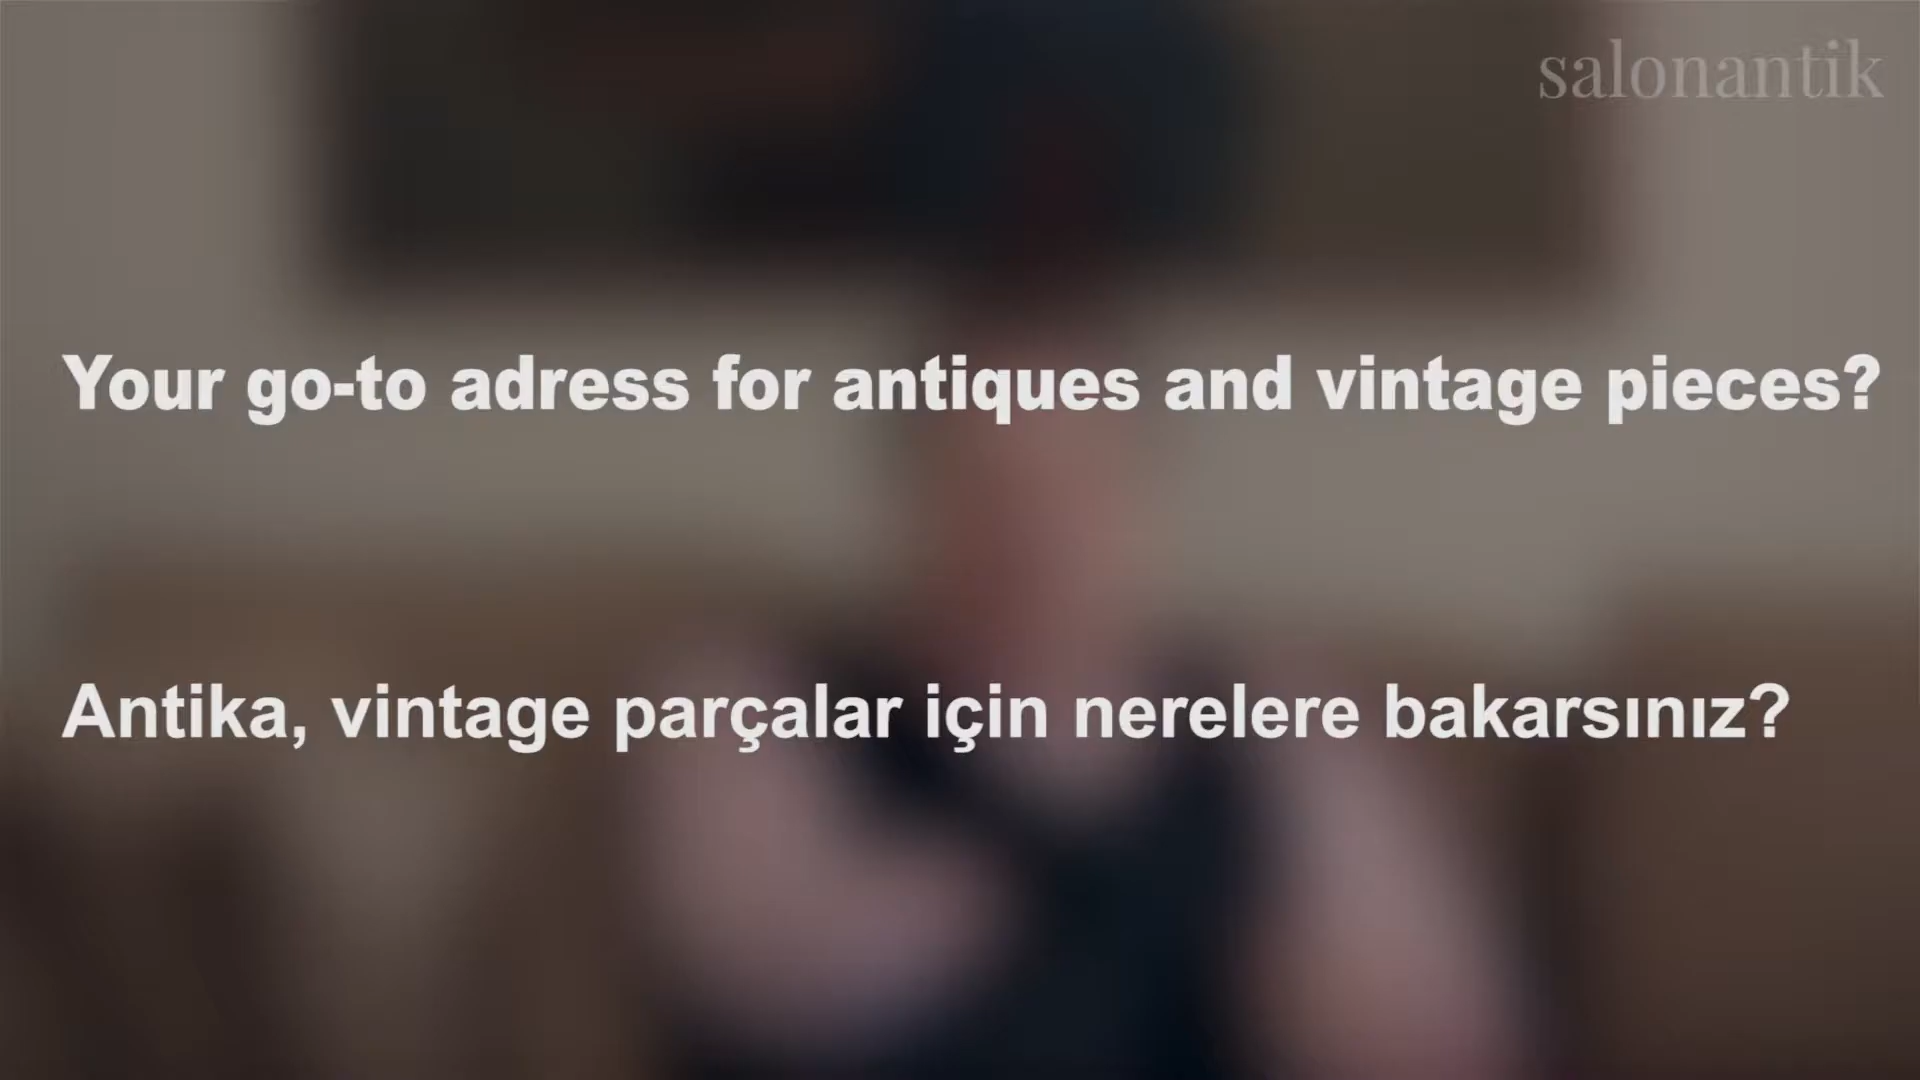 salonantik
Your go-to adress for antiques and vintage pieces?
Antika, vintage parçalar için nerelere bakarsınız?